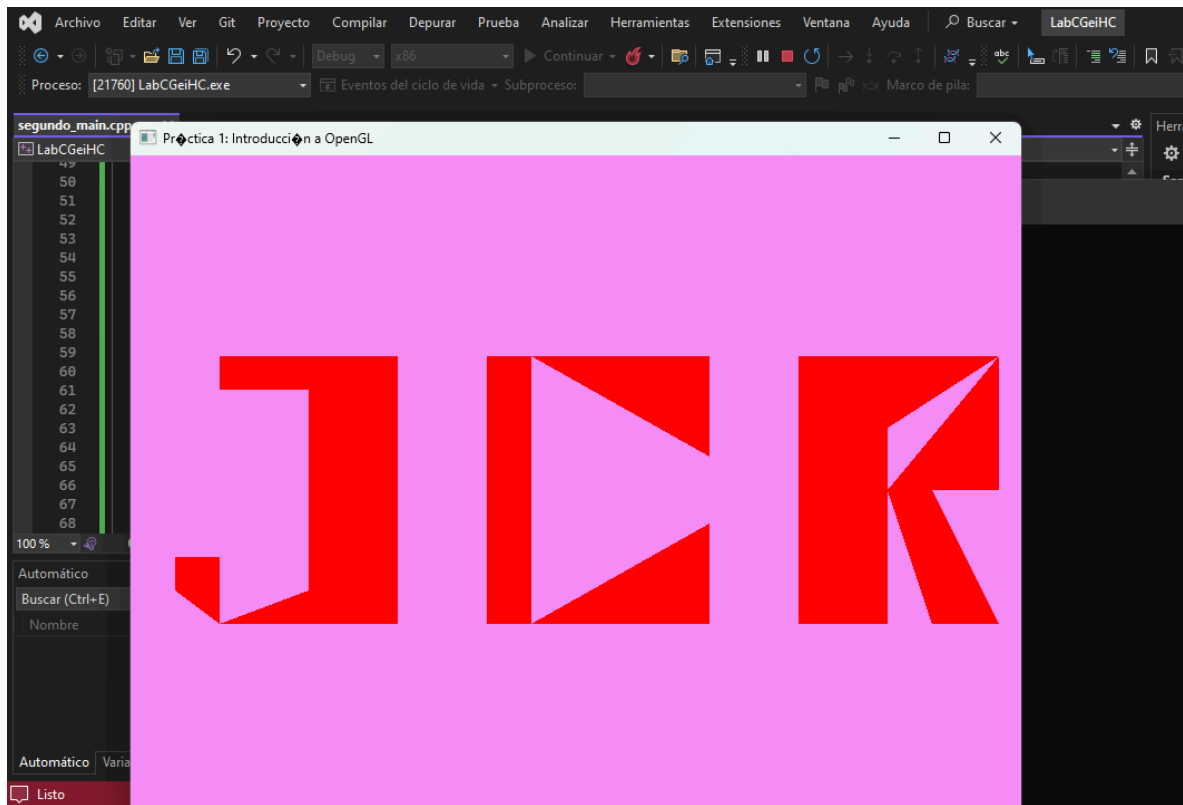 Archivo Editar Ver Git Proyecto Compilar Depurar Prueba Analizar Herramientas Extensiones Ventana Ayuda Buscar LabCGeiHC
Debug x86 Continuar abc
Proceso: [21760] LabCGeiHC.exe Eventos del ciclo de vida Subproceso: Marco de pila:
segundo_main.cpp
Pr�ctica 1: Introducci�n a OpenGL
Herra
LabCGeiHC
49
50
51
52
53
54
55
56
57
58
59
60
61
62
63
64
65
66
67
68
JCR
100 %
Automático
Buscar (Ctrl+E)
Nombre
Automático Varia
Listo